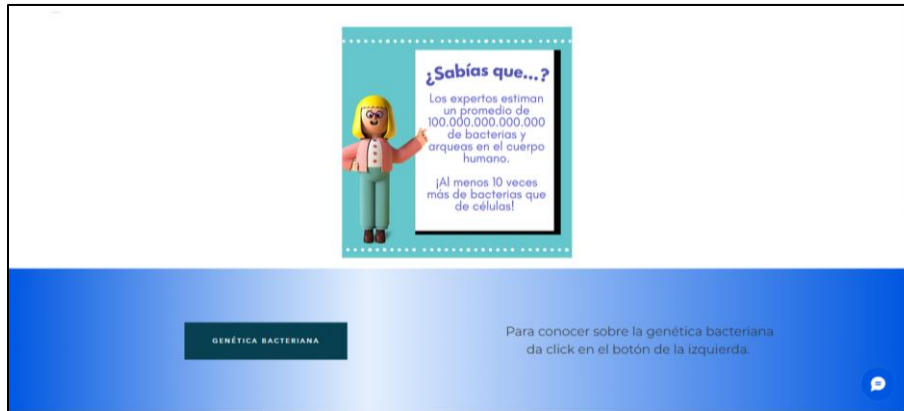 ¿Sabías que...?
Los expertos estiman
un promedio de
100.000.000.000.000
de bacterias y
arqueas en el cuerpo
humano.
¡Al menos 10 veces
más de bacterias que
de células!
GENÉTICA BACTERIANA
Para conocer sobre la genética bacteriana
da click en el botón de la izquierda.